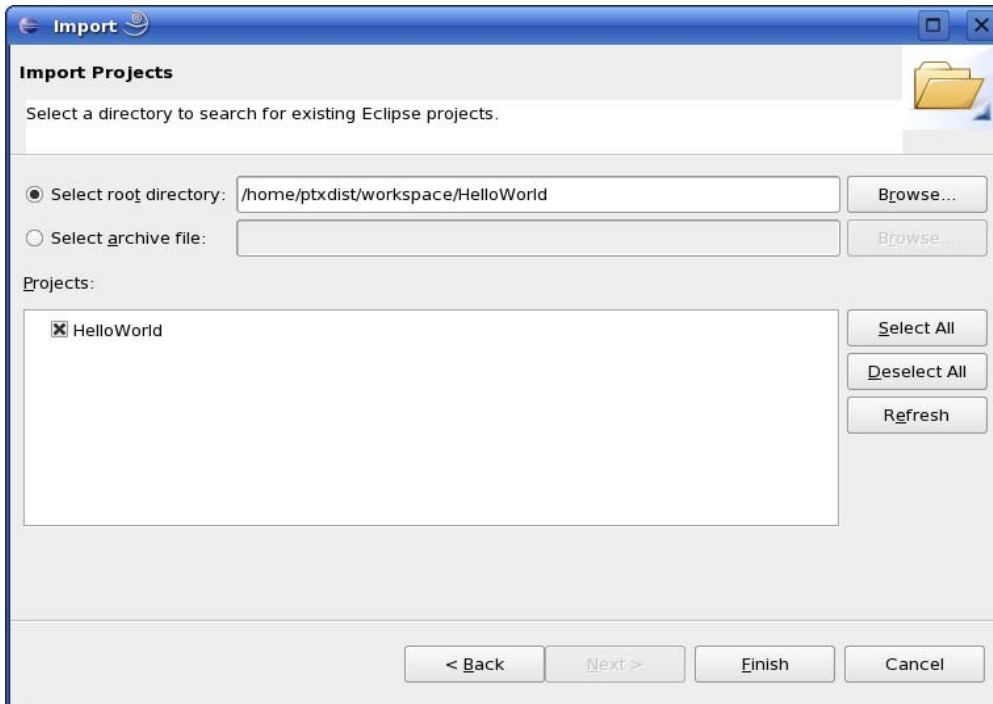 Import
Import Projects
Select a directory to search for existing Eclipse projects.
Select root directory: /home/ptxdist/workspace/HelloWorld Browse...
Select archive file: Browse...
Projects:
HelloWorld
Select All
Deselect All
Refresh
< Back Next > Finish Cancel